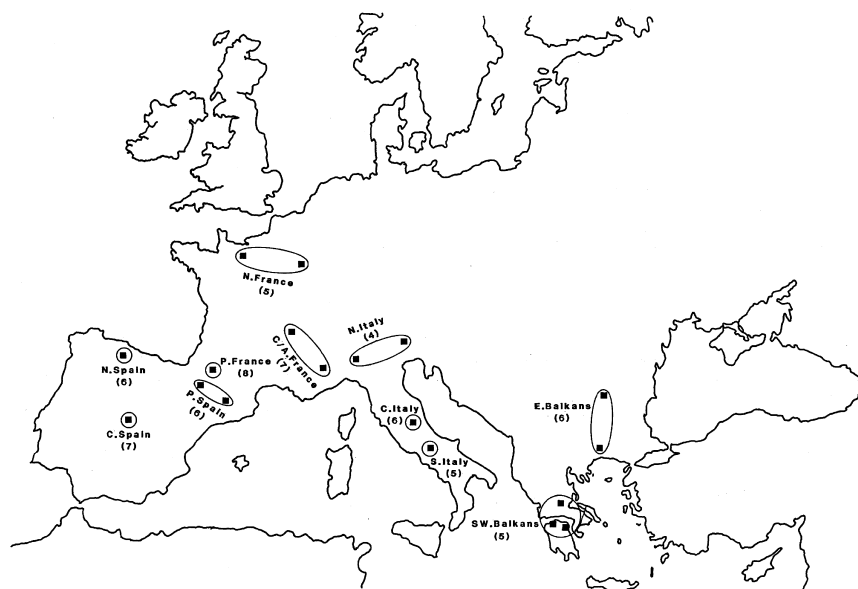 N.France
(5)
N.Italy
(4)
C/A.France
(7)
N.Spain
(6)
P.France
(8)
P.Spain
(6)
C.Spain
(7)
C.Italy
(6)
E.Balkans
(6)
S.Italy
(5)
SW.Balkans
(5)